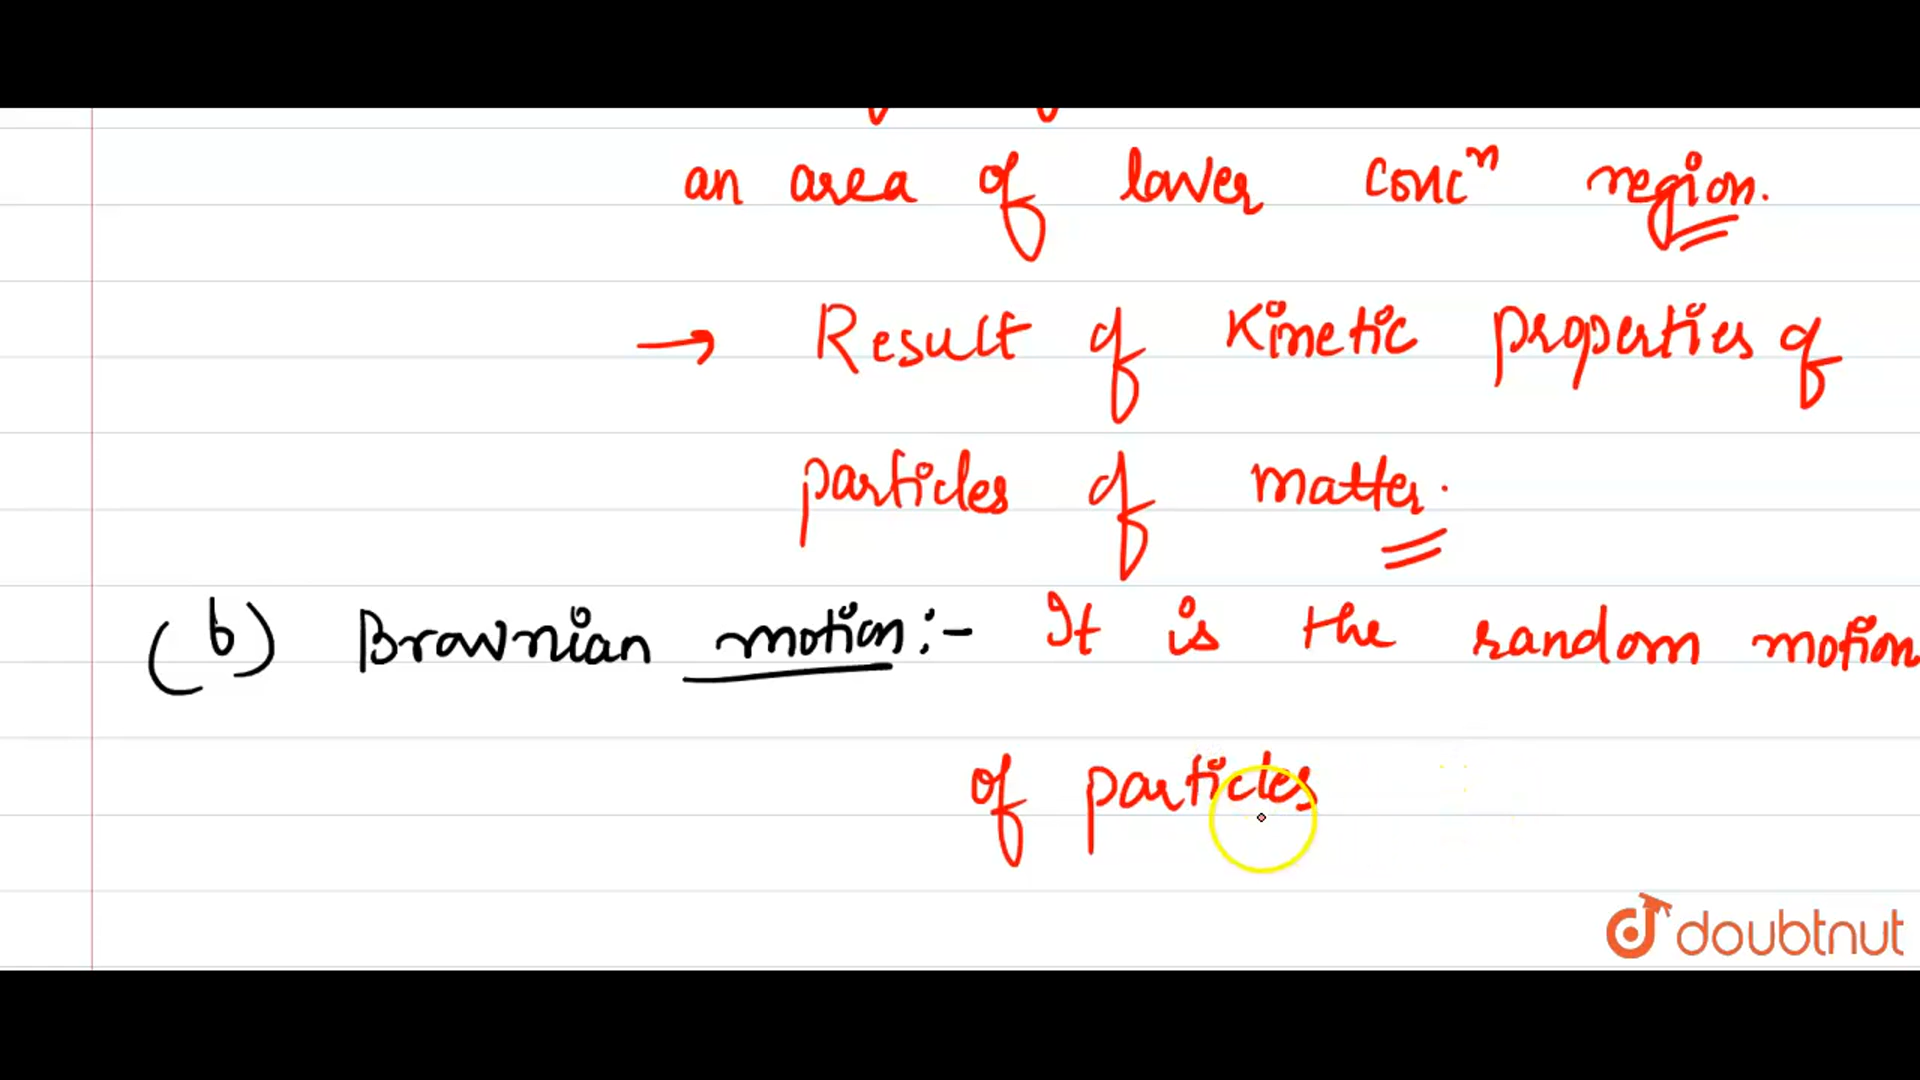 an area of lower concⁿ region.
→ Result of Kinetic properties of
particles of matter.
(b) Brownian motion:- It is the random motion
of particles
doubtnut